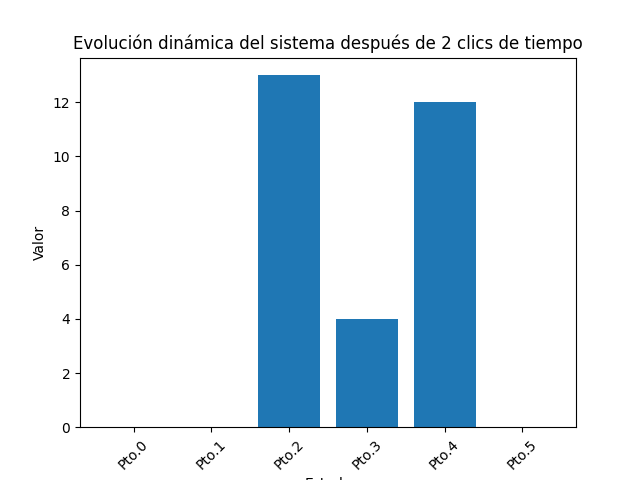 Evolución dinámica del sistema después de 2 clics de tiempo
12
10
8
6
4
2
0
Valor
Pto.0 Pto.1 Pto.2 Pto.3 Pto.4 Pto.5